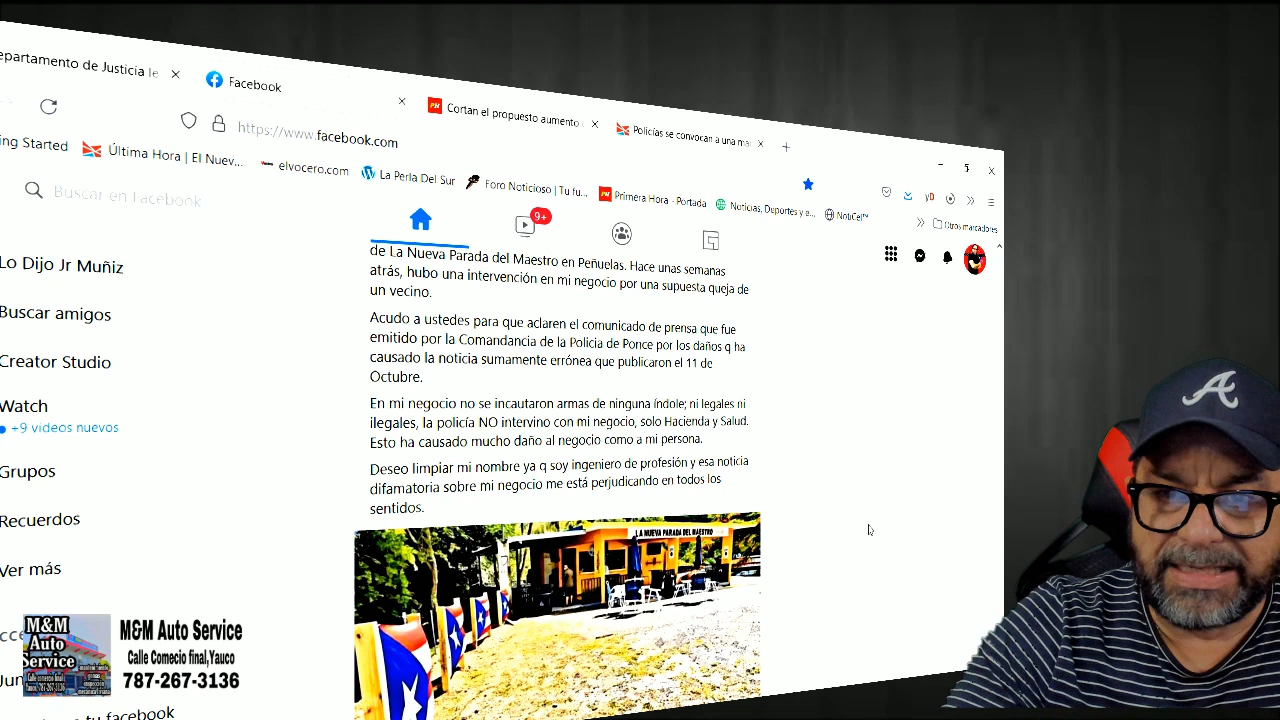 epartamento de Justicia le
Facebook
Cortan el propuesto aumento
Policías se convocan a una mar
https://www.facebook.com
ing Started
Última Hora | El Nuev...
elvocero.com
La Perla Del Sur
Foro Noticioso | Tu fu...
Primera Hora - Portada
Noticias, Deportes y e...
NotiCel™
Otros marcadores
Buscar en Facebook
9+
Lo Dijo Jr Muñiz
Buscar amigos
Creator Studio
Watch
+9 videos nuevos
Grupos
Recuerdos
Ver más
de La Nueva Parada del Maestro en Peñuelas. Hace unas semanas
atrás, hubo una intervención en mi negocio por una supuesta queja de
un vecino.
Acudo a ustedes para que aclaren el comunicado de prensa que fue
emitido por la Comandancia de la Policia de Ponce por los daños q ha
causado la noticia sumamente errónea que publicaron el 11 de
Octubre.
En mi negocio no se incautaron armas de ninguna índole; ni legales ni
ilegales, la policía NO intervino con mi negocio, solo Hacienda y Salud.
Esto ha causado mucho daño al negocio como a mi persona.
Deseo limpiar mi nombre ya q soy ingeniero de profesión y esa noticia
difamatoria sobre mi negocio me está perjudicando en todos los
sentidos.
LA NUEVA PARADA DEL MAESTRO
M&M
Auto
Service
M&M Auto Service
Calle Comecio final,Yauco
787-267-3136
tu facebook